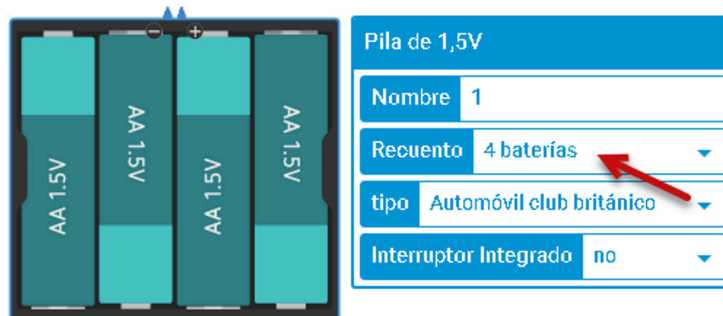 AA 1.5V
AA 1.5V
AA 1.5V
AA 1.5V
Pila de 1,5V
Nombre 1
Recuento 4 baterías
tipo Automóvil club británico
Interruptor Integrado no